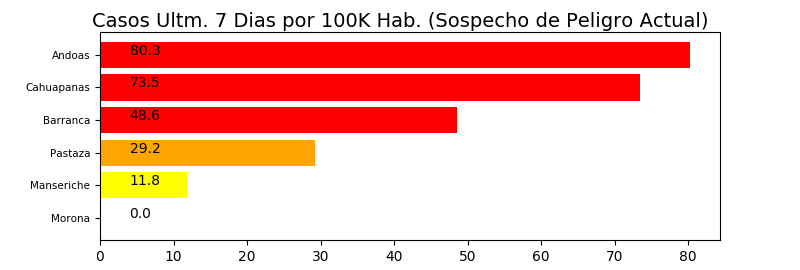 Casos Ultm. 7 Dias por 100K Hab. (Sospecho de Peligro Actual)
Andoas 80.3
Cahuapanas 73.5
Barranca 48.6
Pastaza 29.2
Manseriche 11.8
Morona 0.0
0 10 20 30 40 50 60 70 80